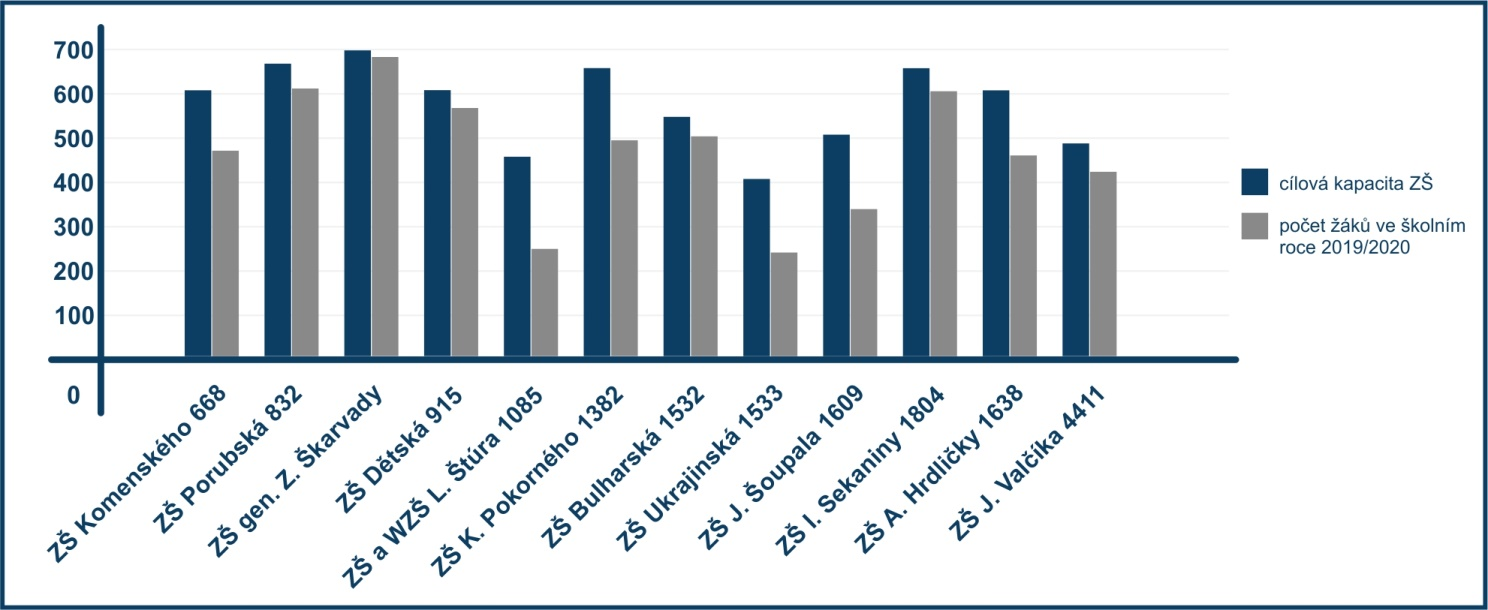 700
600
500
400
300
200
100
0
ZŠ Komenského 668
ZŠ Porubská 832
ZŠ gen. Z. Škarvady
ZŠ Dětská 915
ZŠ a WZŠ L. Štúra 1085
ZŠ K. Pokorného 1382
ZŠ Bulharská 1532
ZŠ Ukrajinská 1533
ZŠ J. Šoupala 1609
ZŠ I. Sekaniny 1804
ZŠ A. Hrdličky 1638
ZŠ J. Valčíka 4411
cílová kapacita ZŠ
počet žáků ve školním
roce 2019/2020